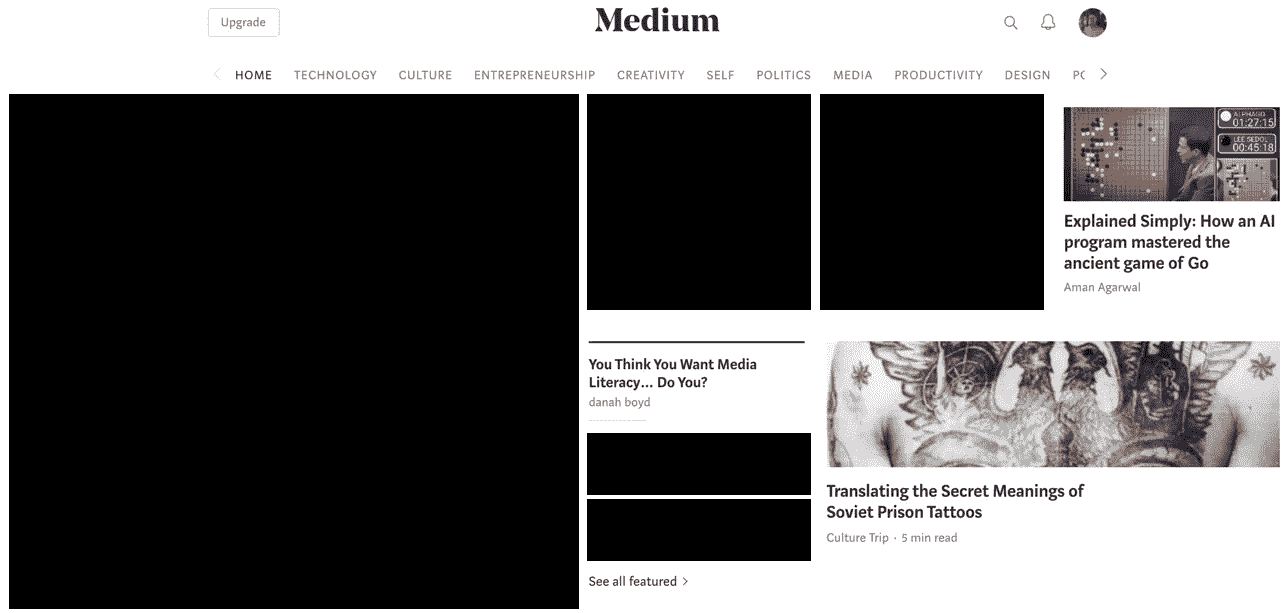 Upgrade
Medium
HOME TECHNOLOGY CULTURE ENTREPRENEURSHIP CREATIVITY SELF POLITICS MEDIA PRODUCTIVITY DESIGN
ALPHAGO
01:27:15
LEE SEDOL
00:45:18
Explained Simply: How an AI
program mastered the
ancient game of Go
Aman Agarwal
You Think You Want Media
Literacy… Do You?
danah boyd
See all featured
Translating the Secret Meanings of
Soviet Prison Tattoos
Culture Trip · 5 min read